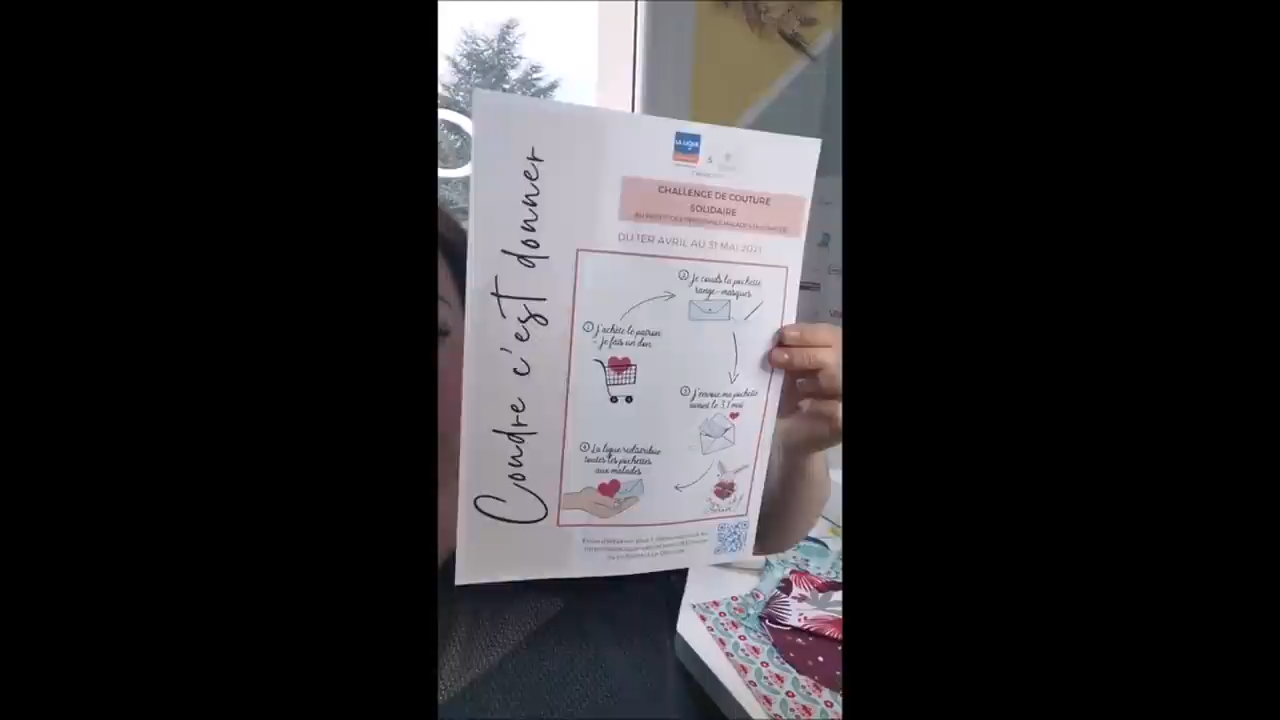 Coudre c'est donner
LA LIGUE
&
CHALLENGE DE COUTURE
SOLIDAIRE
DU 1ER AVRIL AU 31 MAI 2021
① J'achète le patron
= Je fais un don
② Je couds la pochette
range-masques
③ J'envoie ma pochette
avant le 31 mai
④ La ligue redistribue
toutes les pochettes
aux malades